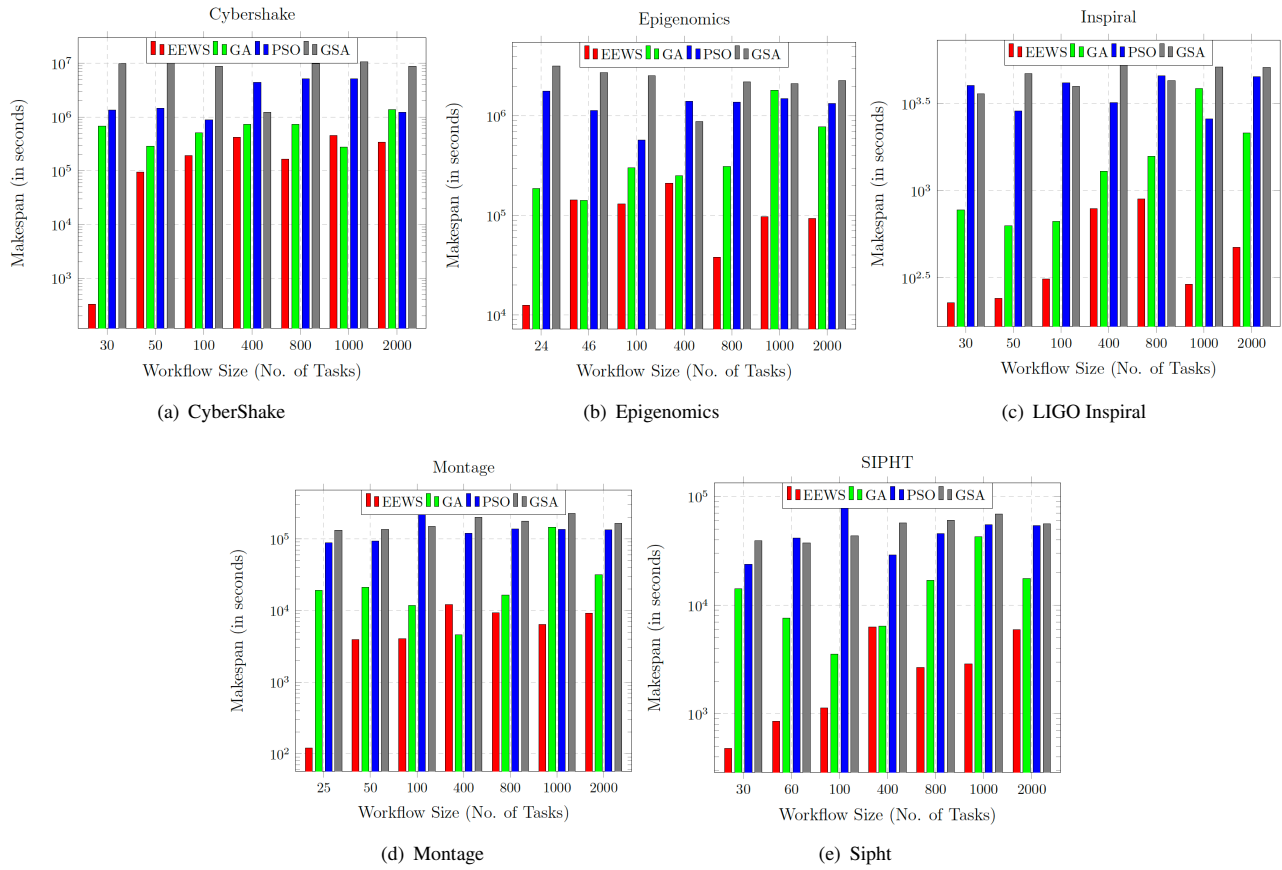 Cybershake
EEWS GA PSO GSA
Makespan (in seconds)
10^7
10^6
10^5
10^4
10^3
30 50 100 400 800 1000 2000
Workflow Size (No. of Tasks)
(a) CyberShake
Epigenomics
EEWS GA PSO GSA
Makespan (in seconds)
10^6
10^5
10^4
24 46 100 400 800 1000 2000
Workflow Size (No. of Tasks)
(b) Epigenomics
Inspiral
EEWS GA PSO GSA
Makespan (in seconds)
10^3.5
10^3
10^2.5
30 50 100 400 800 1000 2000
Workflow Size (No. of Tasks)
(c) LIGO Inspiral
Montage
EEWS GA PSO GSA
Makespan (in seconds)
10^5
10^4
10^3
10^2
25 50 100 400 800 1000 2000
Workflow Size (No. of Tasks)
(d) Montage
SIPHT
EEWS GA PSO GSA
Makespan (in seconds)
10^5
10^4
10^3
30 60 100 400 800 1000 2000
Workflow Size (No. of Tasks)
(e) Sipht